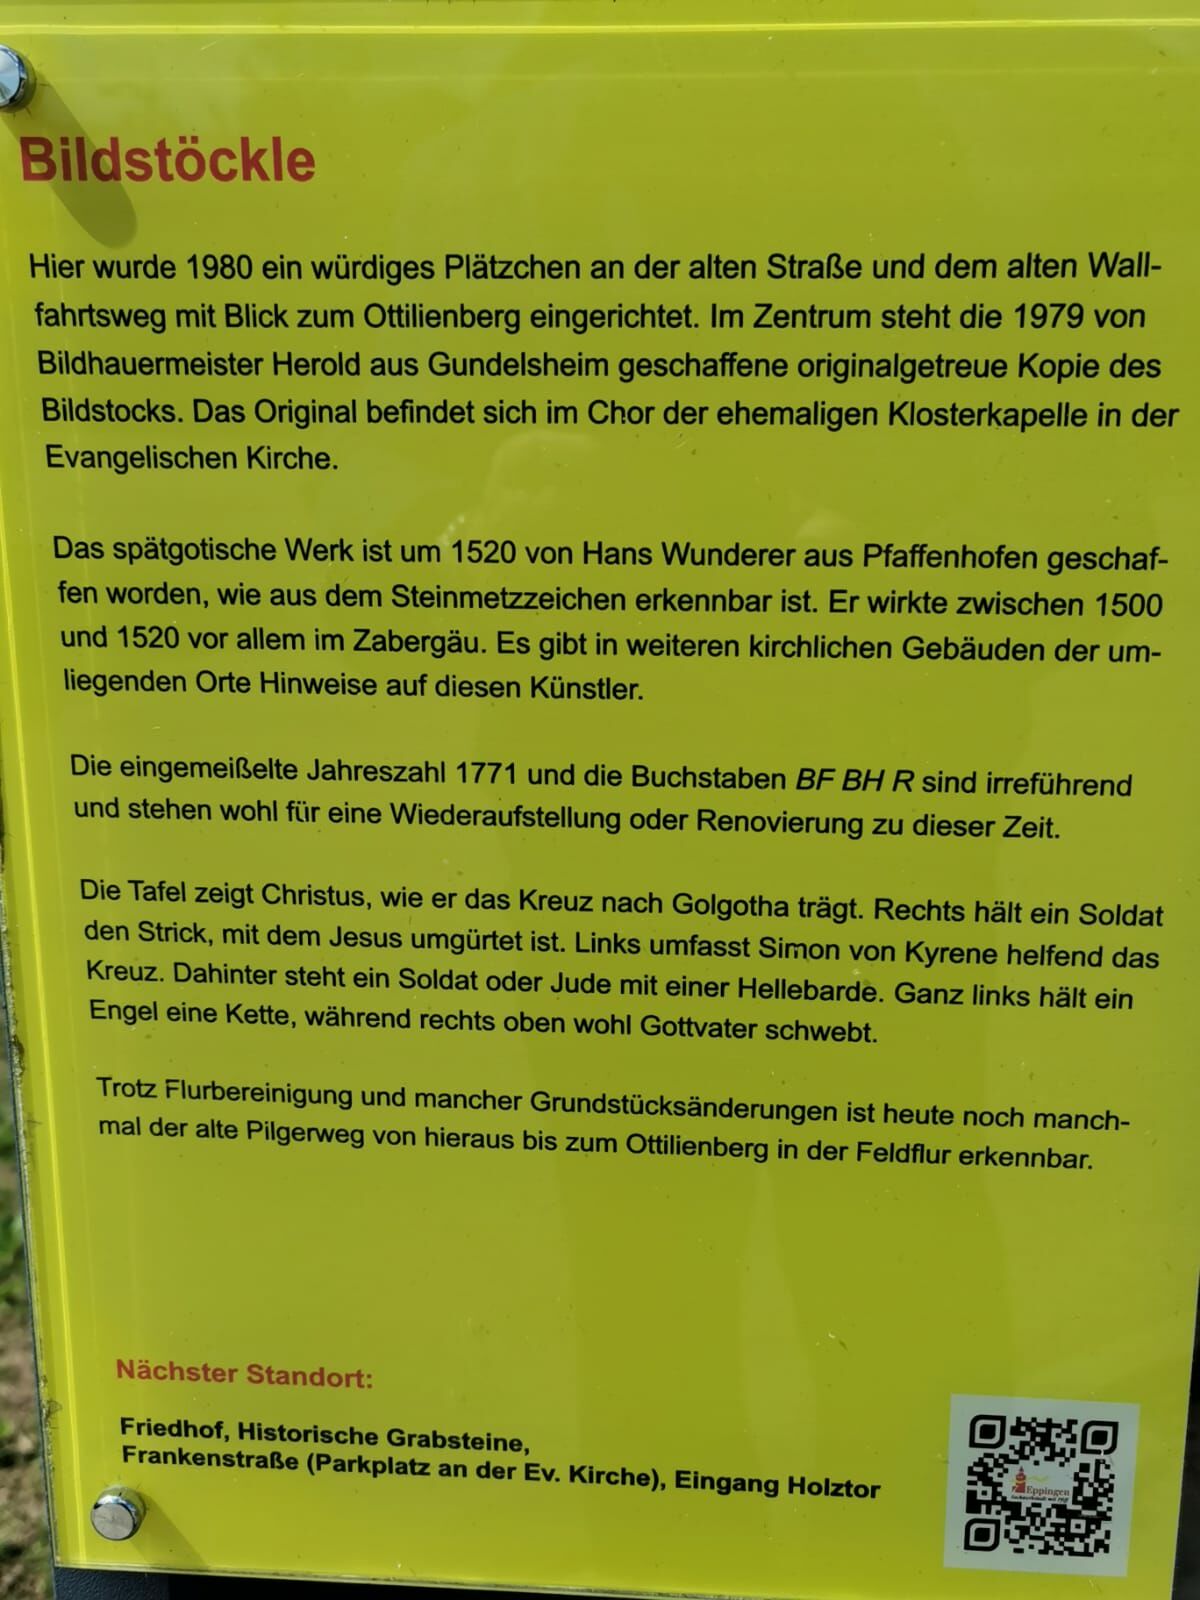 Bildstöckle
Hier wurde 1980 ein würdiges Plätzchen an der alten Straße und dem alten Wall-
fahrtsweg mit Blick zum Ottilienberg eingerichtet. Im Zentrum steht die 1979 von
Bildhauermeister Herold aus Gundelsheim geschaffene originalgetreue Kopie des
Bildstocks. Das Original befindet sich im Chor der ehemaligen Klosterkapelle in der
Evangelischen Kirche.
Das spätgotische Werk ist um 1520 von Hans Wunderer aus Pfaffenhofen geschaf-
fen worden, wie aus dem Steinmetzzeichen erkennbar ist. Er wirkte zwischen 1500
und 1520 vor allem im Zabergäu. Es gibt in weiteren kirchlichen Gebäuden der um-
liegenden Orte Hinweise auf diesen Künstler.
Die eingemeißelte Jahreszahl 1771 und die Buchstaben BF BH R sind irreführend
und stehen wohl für eine Wiederaufstellung oder Renovierung zu dieser Zeit.
Die Tafel zeigt Christus, wie er das Kreuz nach Golgotha trägt. Rechts hält ein Soldat
den Strick, mit dem Jesus umgürtet ist. Links umfasst Simon von Kyrene helfend das
Kreuz. Dahinter steht ein Soldat oder Jude mit einer Hellebarde. Ganz links hält ein
Engel eine Kette, während rechts oben wohl Gottvater schwebt.
Trotz Flurbereinigung und mancher Grundstücksänderungen ist heute noch manch-
mal der alte Pilgerweg von hieraus bis zum Ottilienberg in der Feldflur erkennbar.
Nächster Standort:
Friedhof, Historische Grabsteine,
Frankenstraße (Parkplatz an der Ev. Kirche), Eingang Holztor
Eppingen